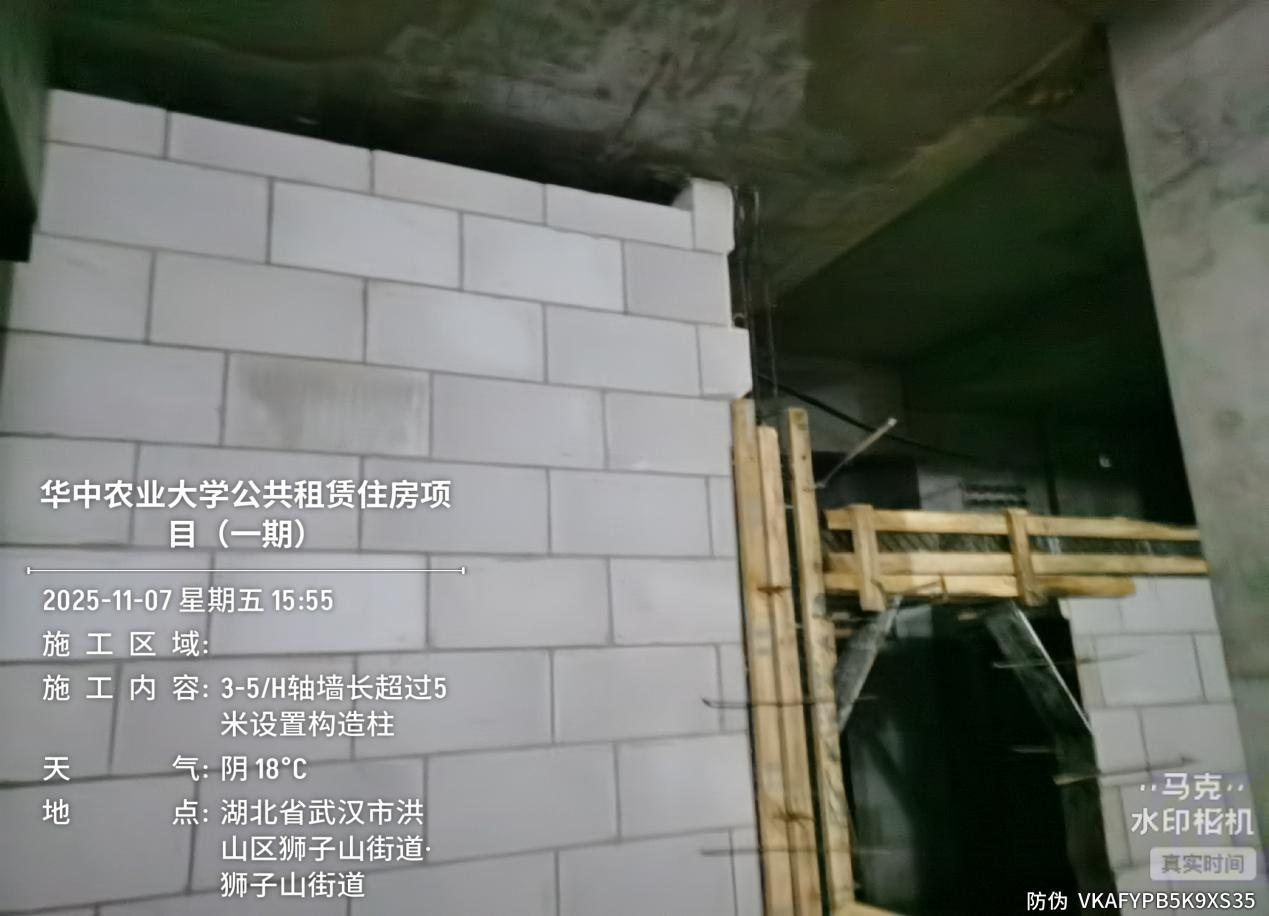 华中农业大学公共租赁住房项
目（一期）
2025-11-07 星期五 15:55
施工区域:
施工内容: 3-5/H轴墙长超过5
米设置构造柱
天气: 阴 18°C
地点: 湖北省武汉市洪
山区狮子山街道·
狮子山街道
马克
水印相机
真实时间
防伪 VKAFYPB5K9XS35